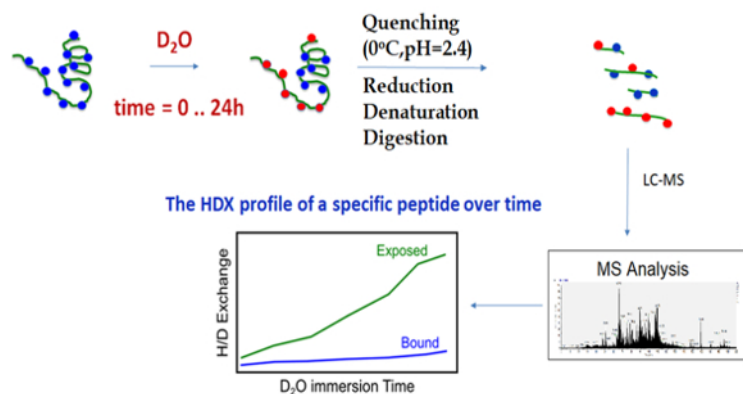 D₂O
time = 0 .. 24h
Quenching
(0ºC,pH=2.4)
Reduction
Denaturation
Digestion
LC-MS
MS Analysis
The HDX profile of a specific peptide over time
H/D Exchange
Exposed
Bound
D₂O immersion Time